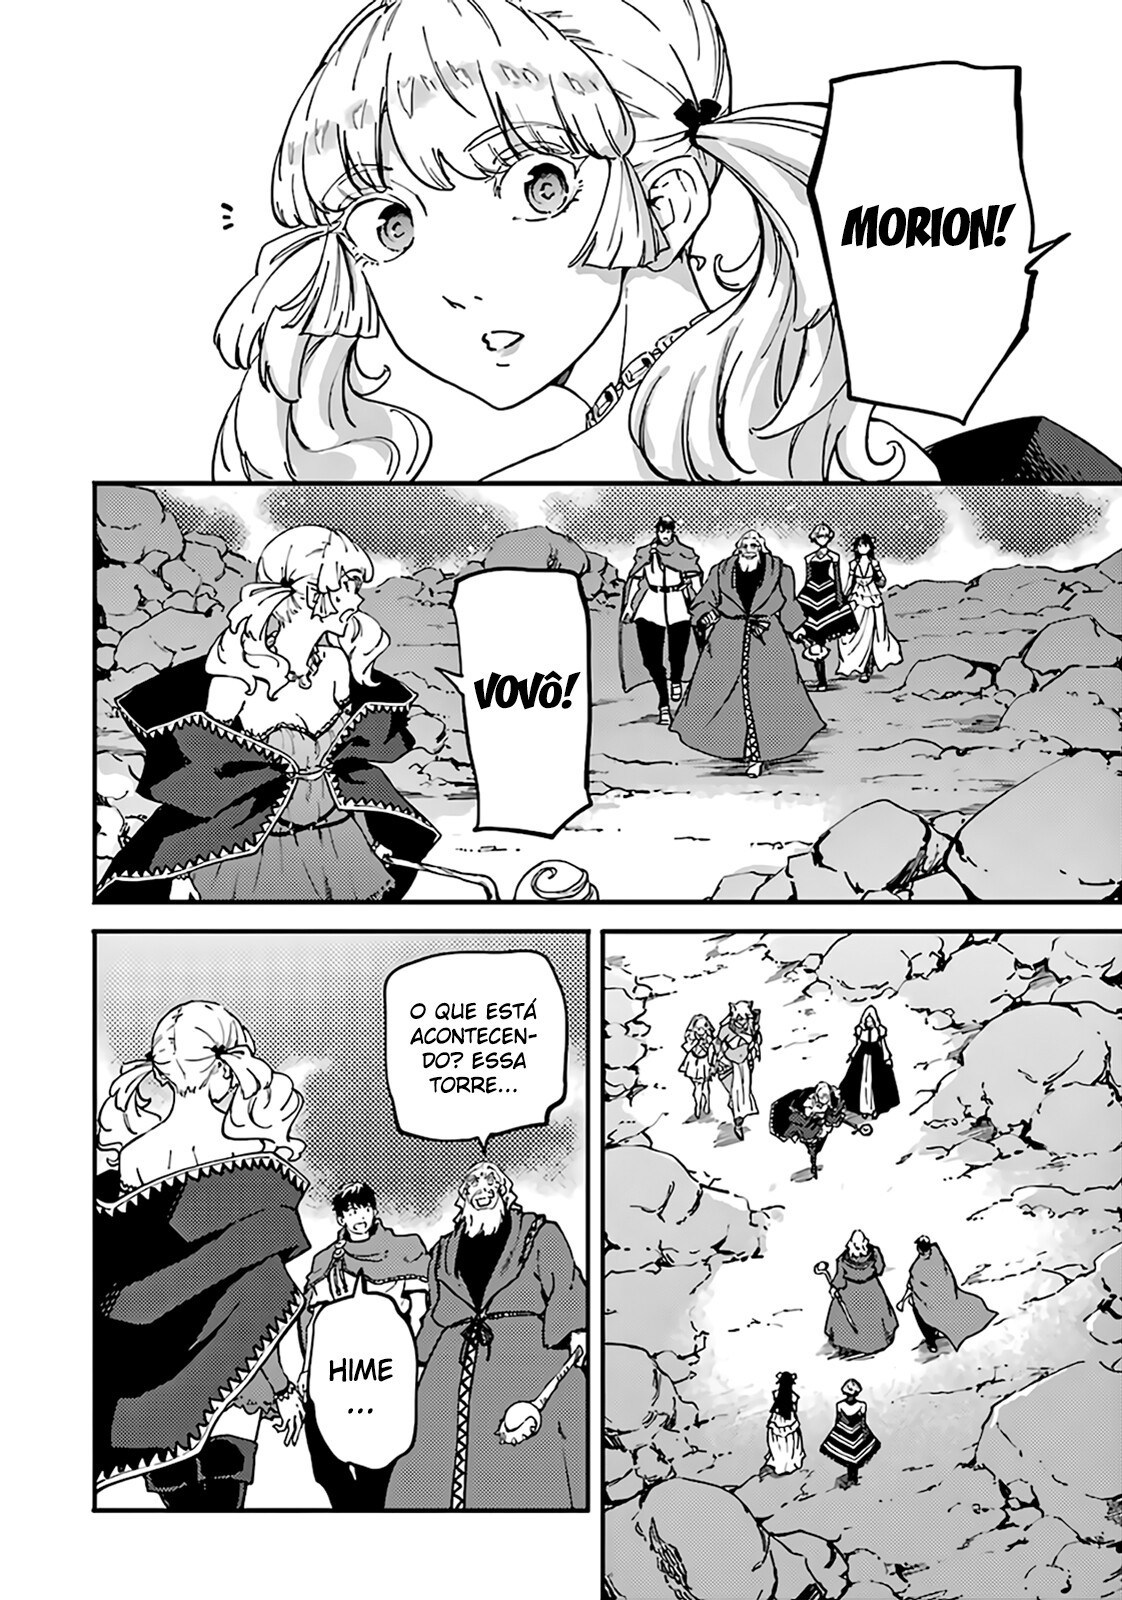 MORION!
VOVÔ!
O QUE ESTÁ
ACONTECEN-
DO? ESSA
TORRE...
HIME
...